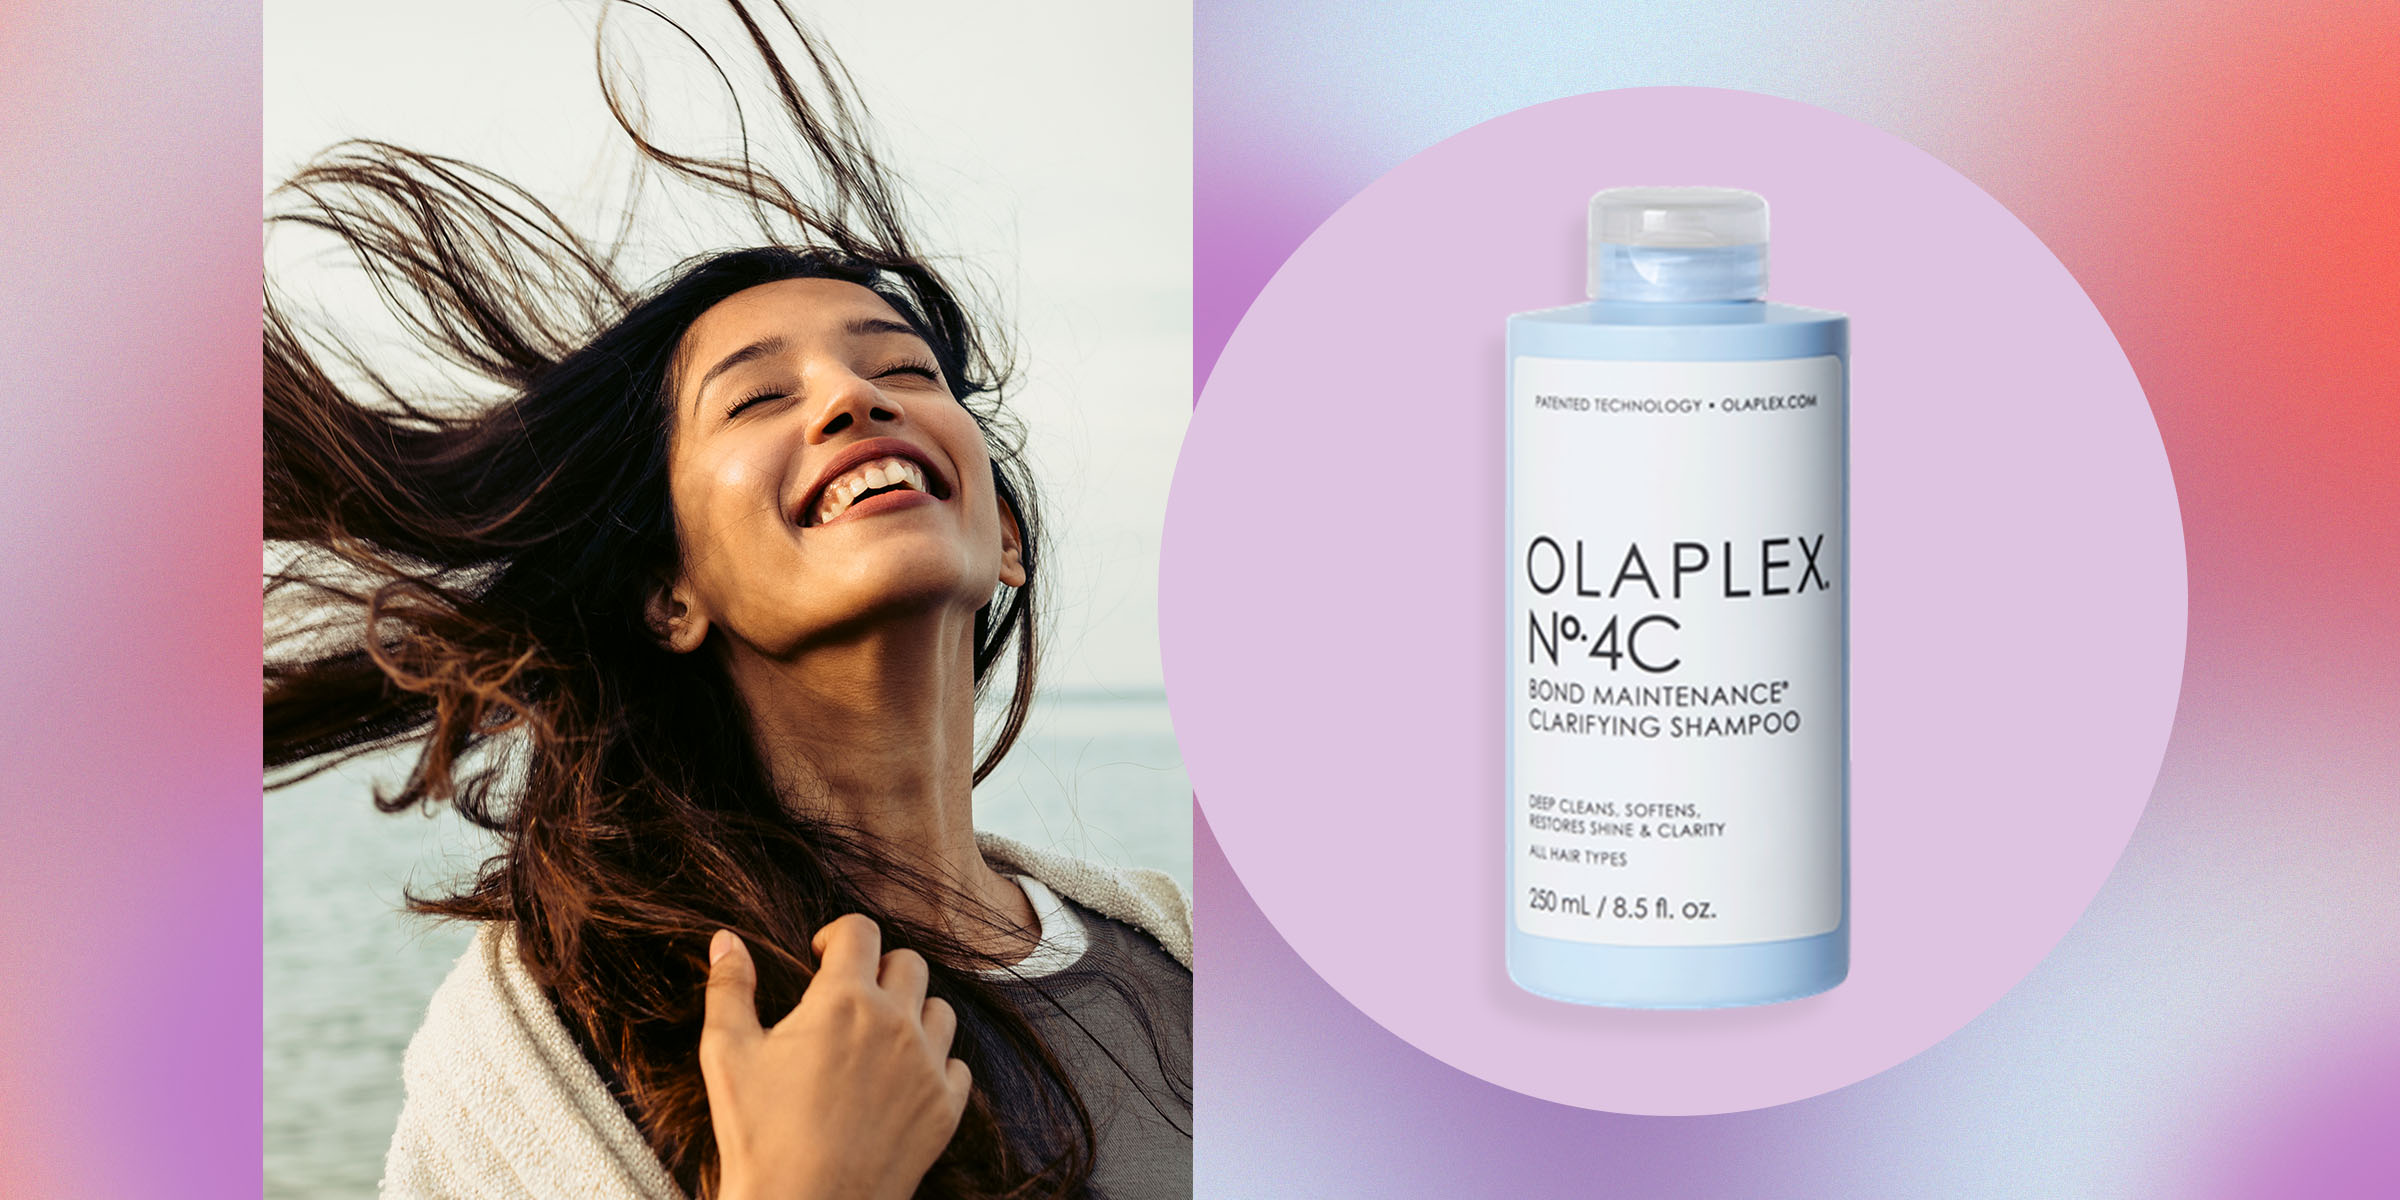 PATENTED TECHNOLOGY • OLAPLEX.COM
OLAPLEX.
Nº.4C
BOND MAINTENANCE®
CLARIFYING SHAMPOO
DEEP CLEANS, SOFTENS,
RESTORES SHINE & CLARITY
ALL HAIR TYPES
250 mL / 8.5 fl. oz.